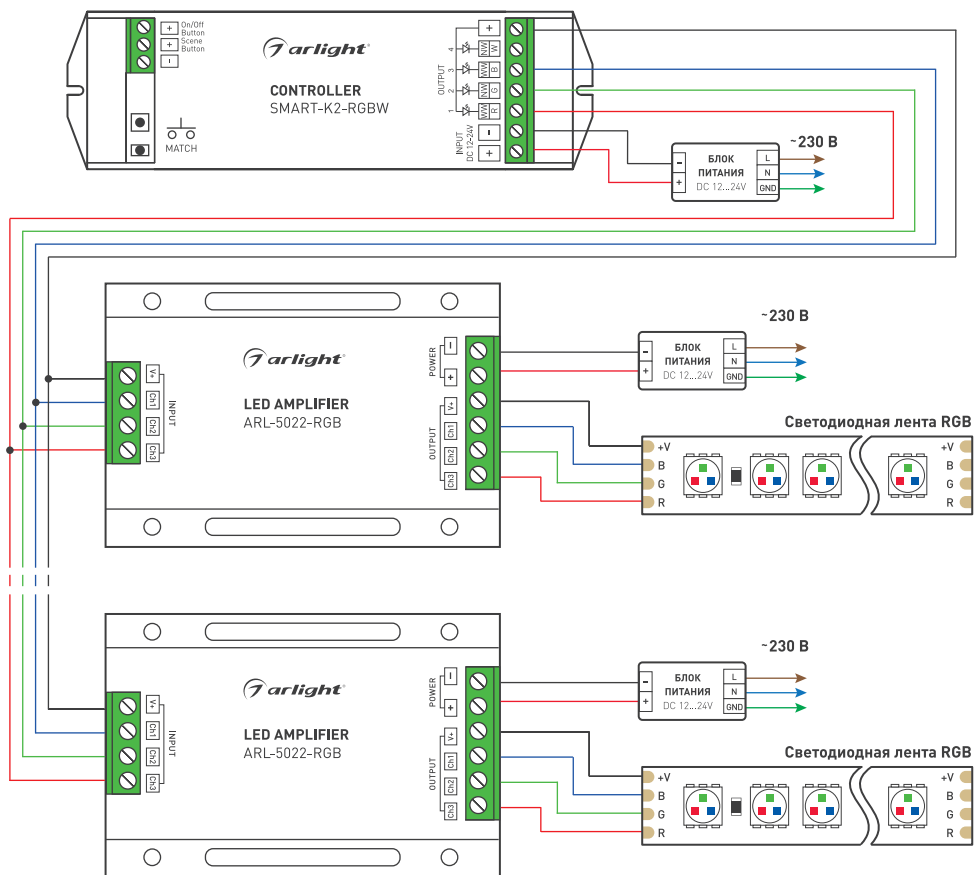 On/Off
Button
Scene
Button
+
+
-
MATCH
arlight
CONTROLLER
SMART-K2-RGBW
OUTPUT
4
3
2
1
+
NW W
WW B
NW G
WW R
INPUT
DC 12-24V
-
+
~230 В
-
+
БЛОК
ПИТАНИЯ
DC 12...24V
L
N
GND
arlight
LED AMPLIFIER
ARL-5022-RGB
V+
Ch1
Ch2
Ch3
INPUT
POWER
-
+
OUTPUT
V+
Ch1
Ch2
Ch3
~230 В
-
+
БЛОК
ПИТАНИЯ
DC 12...24V
L
N
GND
Светодиодная лента RGB
+V
B
G
R
+V
B
G
R
arlight
LED AMPLIFIER
ARL-5022-RGB
V+
Ch1
Ch2
Ch3
INPUT
POWER
-
+
OUTPUT
V+
Ch1
Ch2
Ch3
~230 В
-
+
БЛОК
ПИТАНИЯ
DC 12...24V
L
N
GND
Светодиодная лента RGB
+V
B
G
R
+V
B
G
R